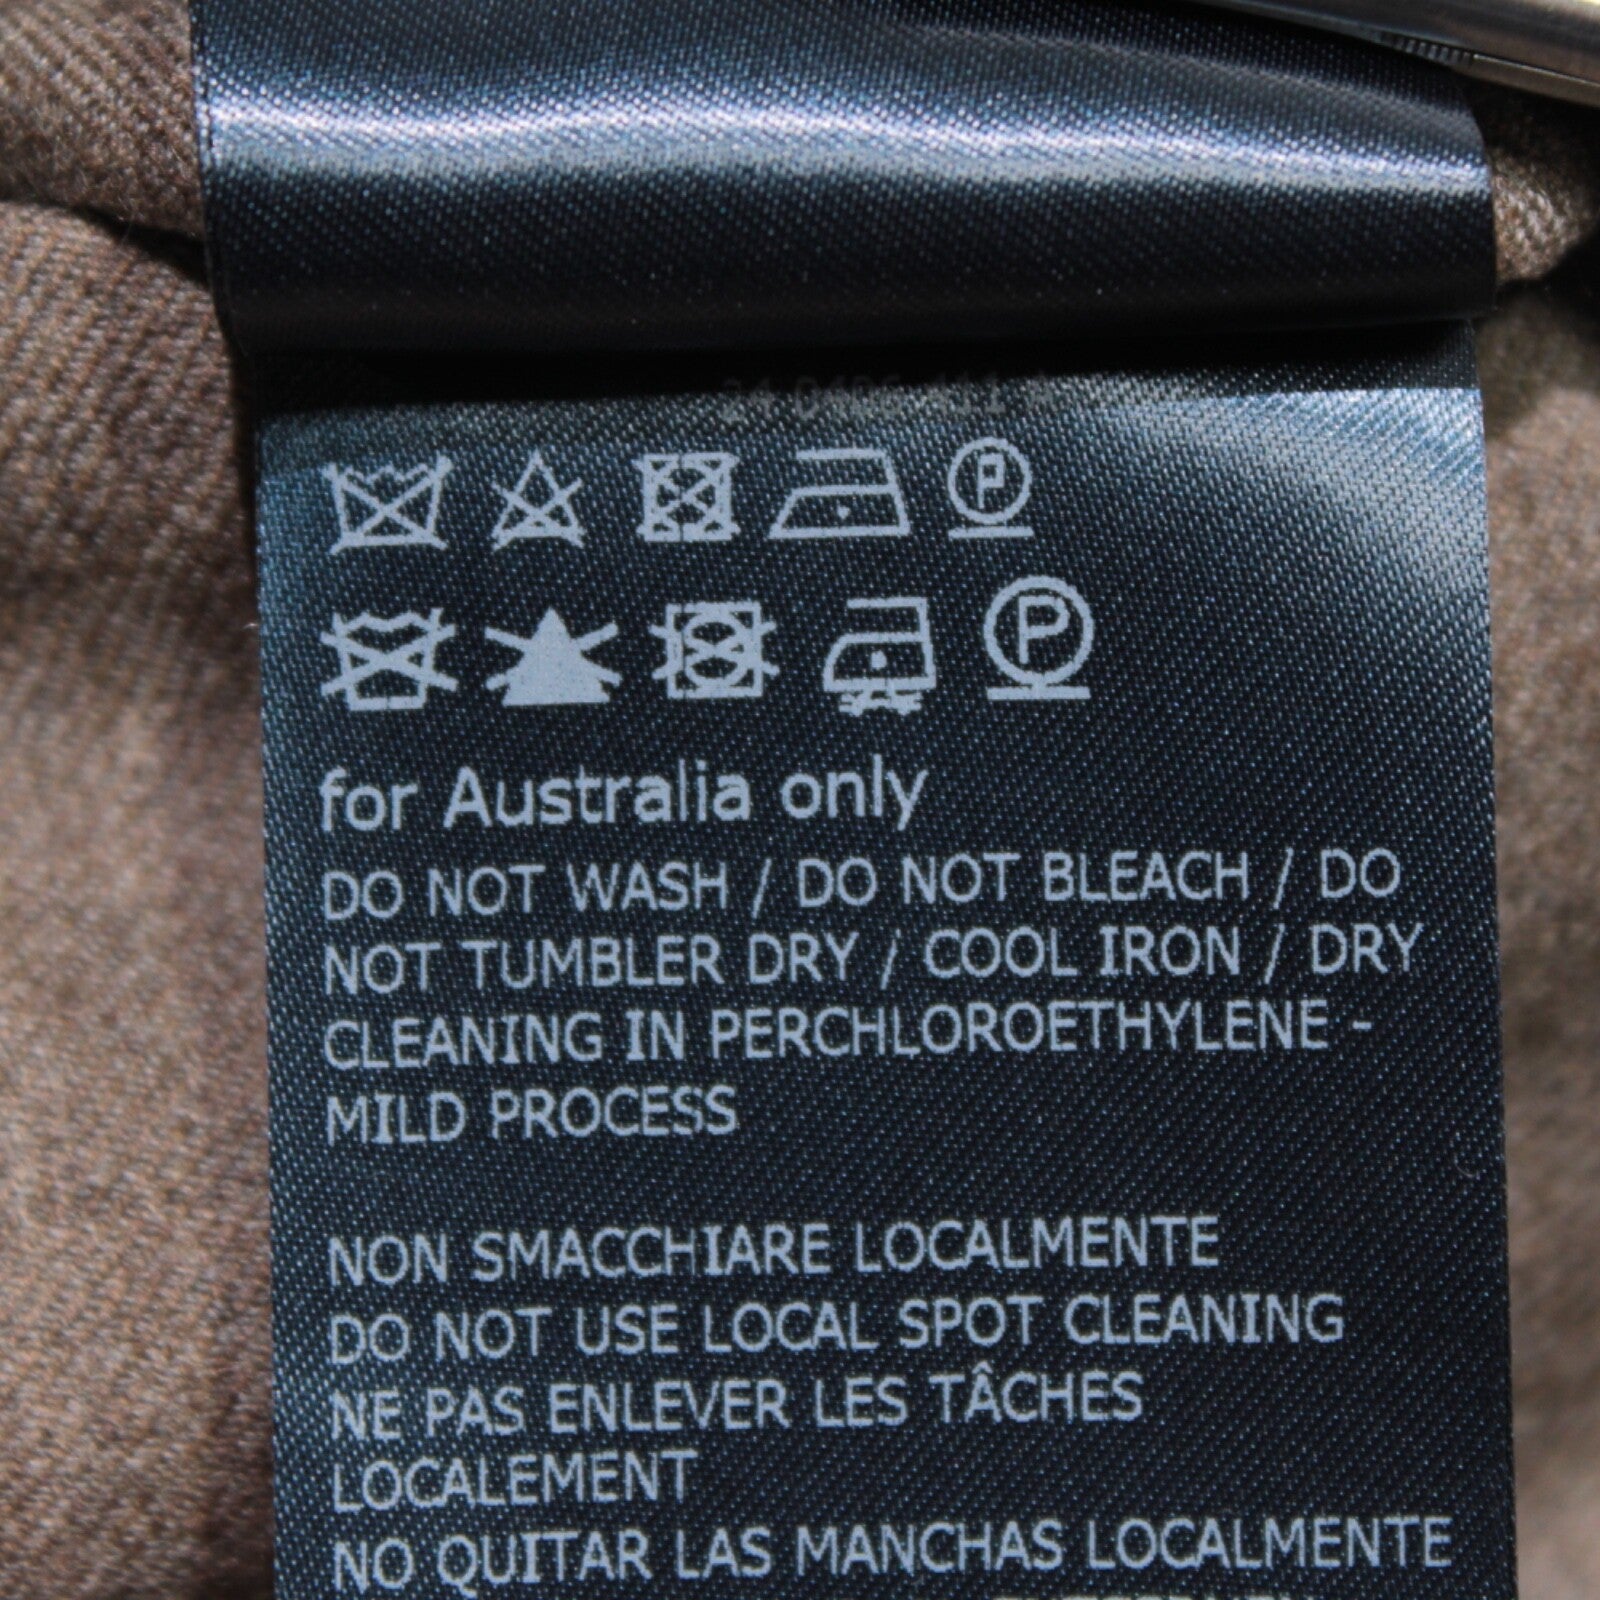 P
P
for Australia only
DO NOT WASH / DO NOT BLEACH / DO
NOT TUMBLER DRY / COOL IRON / DRY
CLEANING IN PERCHLOROETHYLENE -
MILD PROCESS
NON SMACCHIARE LOCALMENTE
DO NOT USE LOCAL SPOT CLEANING
NE PAS ENLEVER LES TÂCHES
LOCALEMENT
NO QUITAR LAS MANCHAS LOCALMENTE